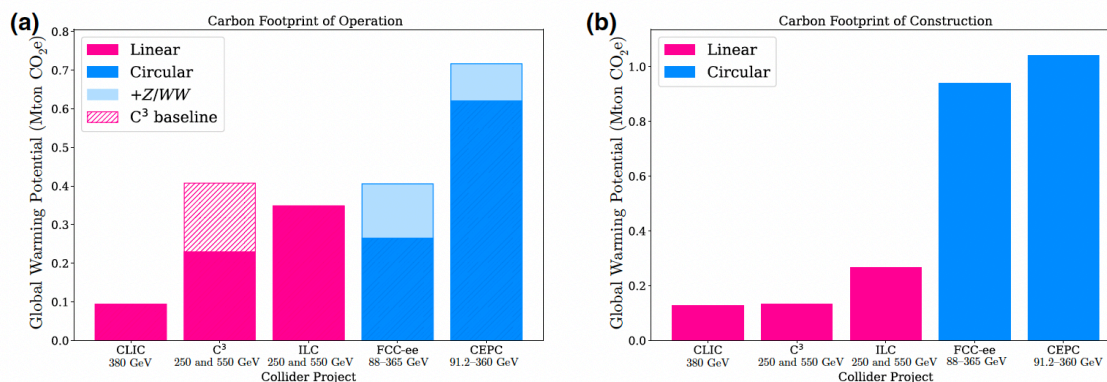 (a)
Carbon Footprint of Operation
Global Warming Potential (Mton CO₂e)
0.8
0.7
0.6
0.5
0.4
0.3
0.2
0.1
0.0
Linear
Circular
+Z/WW
C³ baseline
CLIC
380 GeV
C³
250 and 550 GeV
ILC
250 and 550 GeV
FCC-ee
88–365 GeV
CEPC
91.2–360 GeV
Collider Project
(b)
Carbon Footprint of Construction
Global Warming Potential (Mton CO₂e)
1.0
0.8
0.6
0.4
0.2
0.0
Linear
Circular
CLIC
380 GeV
C³
250 and 550 GeV
ILC
250 and 550 GeV
FCC-ee
88–365 GeV
CEPC
91.2–360 GeV
Collider Project